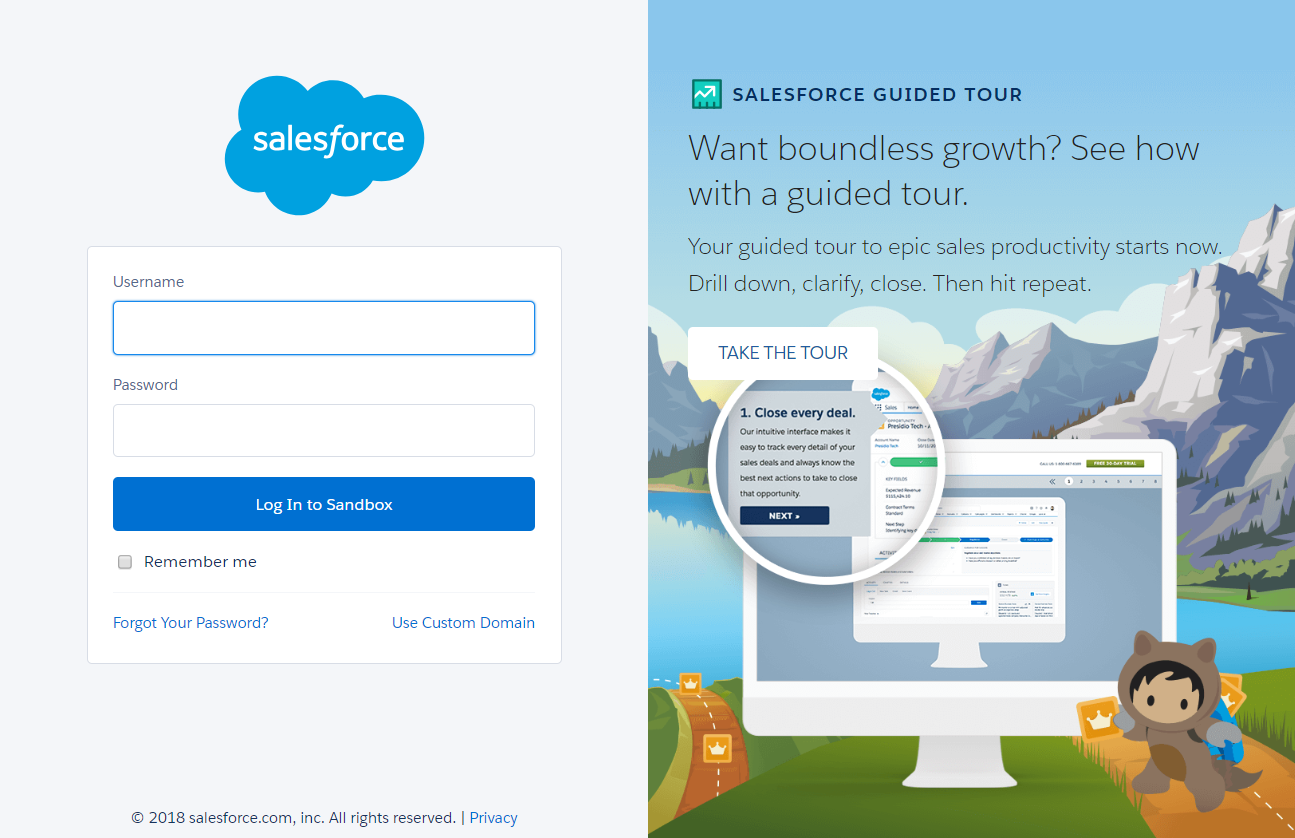 salesforce
Username
Password
Log In to Sandbox
Remember me
Forgot Your Password?
Use Custom Domain
© 2018 salesforce.com, inc. All rights reserved. | Privacy
SALESFORCE GUIDED TOUR
Want boundless growth? See how
with a guided tour.
Your guided tour to epic sales productivity starts now.
Drill down, clarify, close. Then hit repeat.
TAKE THE TOUR
1. Close every deal.
Our intuitive interface makes it
easy to track every detail of your
sales deals and always know the
best next actions to take to close
that opportunity.
NEXT »
Sales Home
OPPORTUNITY
Presidio Tech - A
Account Name
Presidio Tech
KEY FIELDS
Expected Revenue
Contract Terms
Standard
Next Step
FREE 30-DAY TRIAL
1 2 3 4 5 6 7 8